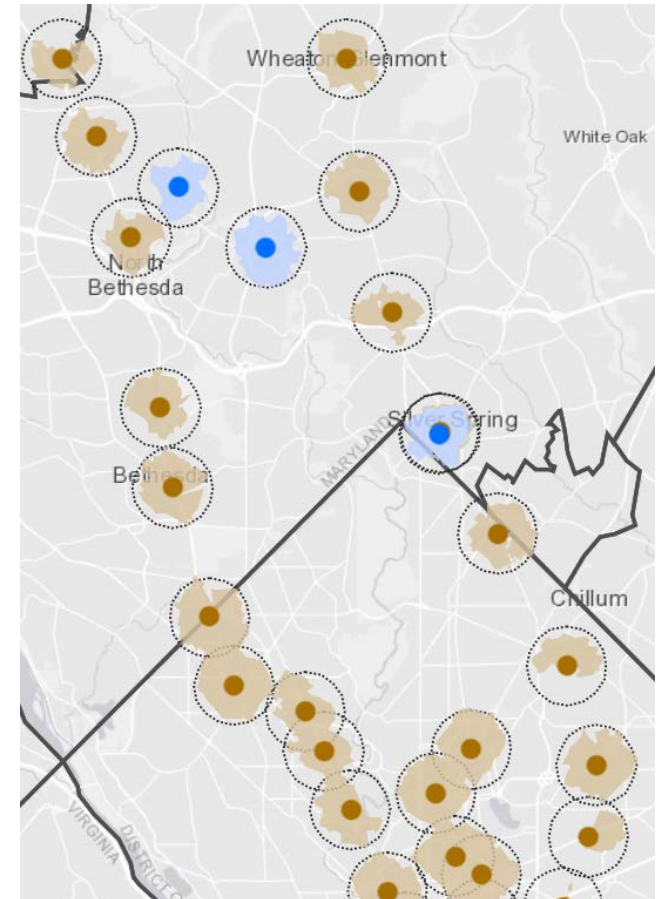 Wheaton-Glenmont
White Oak
North
Bethesda
MARYLAND
Silver Spring
Bethesda
Chillum
VIRGINIA
DISTRICT